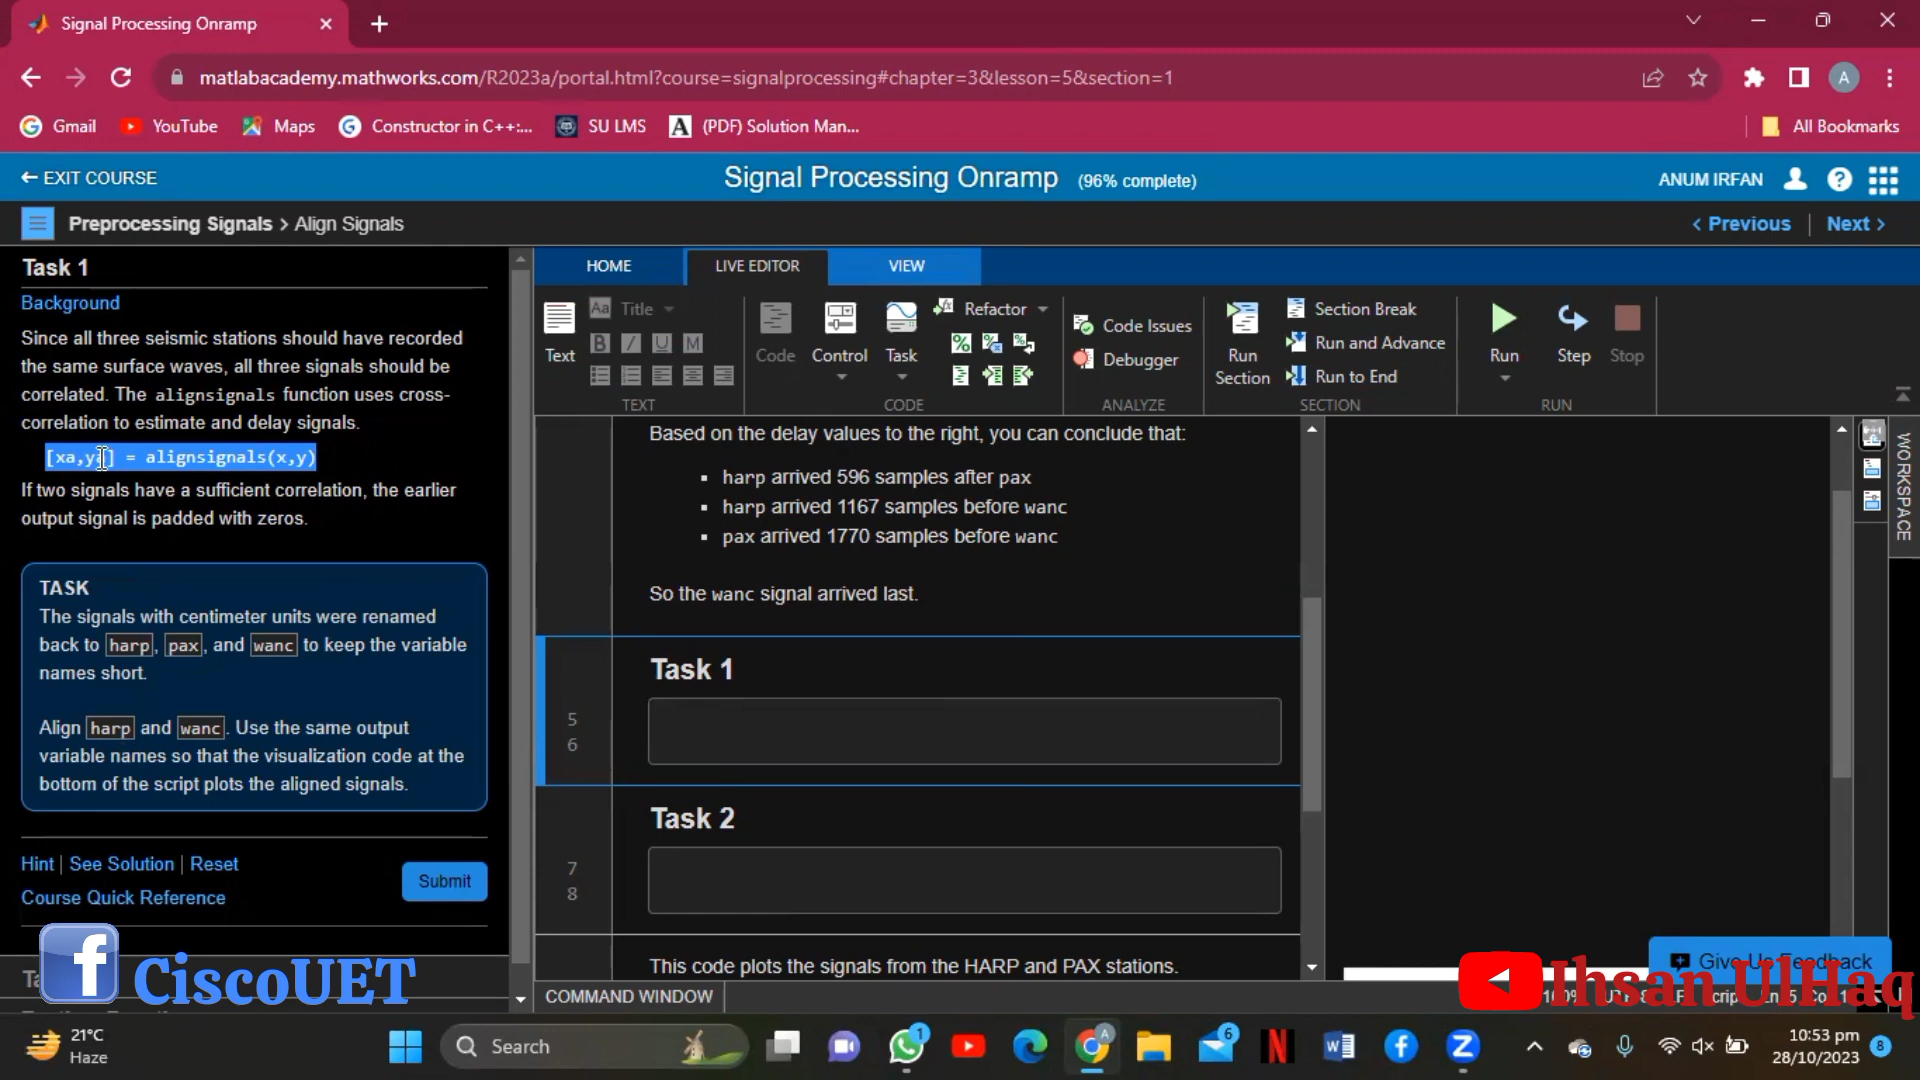 Signal Processing Onramp
matlabacademy.mathworks.com/R2023a/portal.html?course=signalprocessing#chapter=3&lesson=5&section=1
A
Gmail
YouTube
Maps
Constructor in C++:...
SU LMS
A (PDF) Solution Man...
All Bookmarks
EXIT COURSE
Signal Processing Onramp (96% complete)
ANUM IRFAN
Preprocessing Signals > Align Signals
< Previous | Next >
Task 1
Background
Since all three seismic stations should have recorded
the same surface waves, all three signals should be
correlated. The alignsignals function uses cross-
correlation to estimate and delay signals.
[xa,ya] = alignsignals(x,y)
If two signals have a sufficient correlation, the earlier
output signal is padded with zeros.
TASK
The signals with centimeter units were renamed
back to harp, pax, and wanc to keep the variable
names short.
Align harp and wanc. Use the same output
variable names so that the visualization code at the
bottom of the script plots the aligned signals.
Hint | See Solution | Reset
Submit
Course Quick Reference
HOME
LIVE EDITOR
VIEW
Text
Aa Title
B I U M
TEXT
Code
Control
Task
Refactor
CODE
Code Issues
Debugger
ANALYZE
Run
Section
Section Break
Run and Advance
Run to End
SECTION
Run
Step
Stop
RUN
Based on the delay values to the right, you can conclude that:
harp arrived 596 samples after pax
harp arrived 1167 samples before wanc
pax arrived 1770 samples before wanc
So the wanc signal arrived last.
Task 1
5
6
Task 2
7
8
This code plots the signals from the HARP and PAX stations.
COMMAND WINDOW
WORKSPACE
Give Us Feedback
f CiscoUET
Ihsan UlHaq
21°C
Haze
Search
1
6
10:53 pm
28/10/2023
8